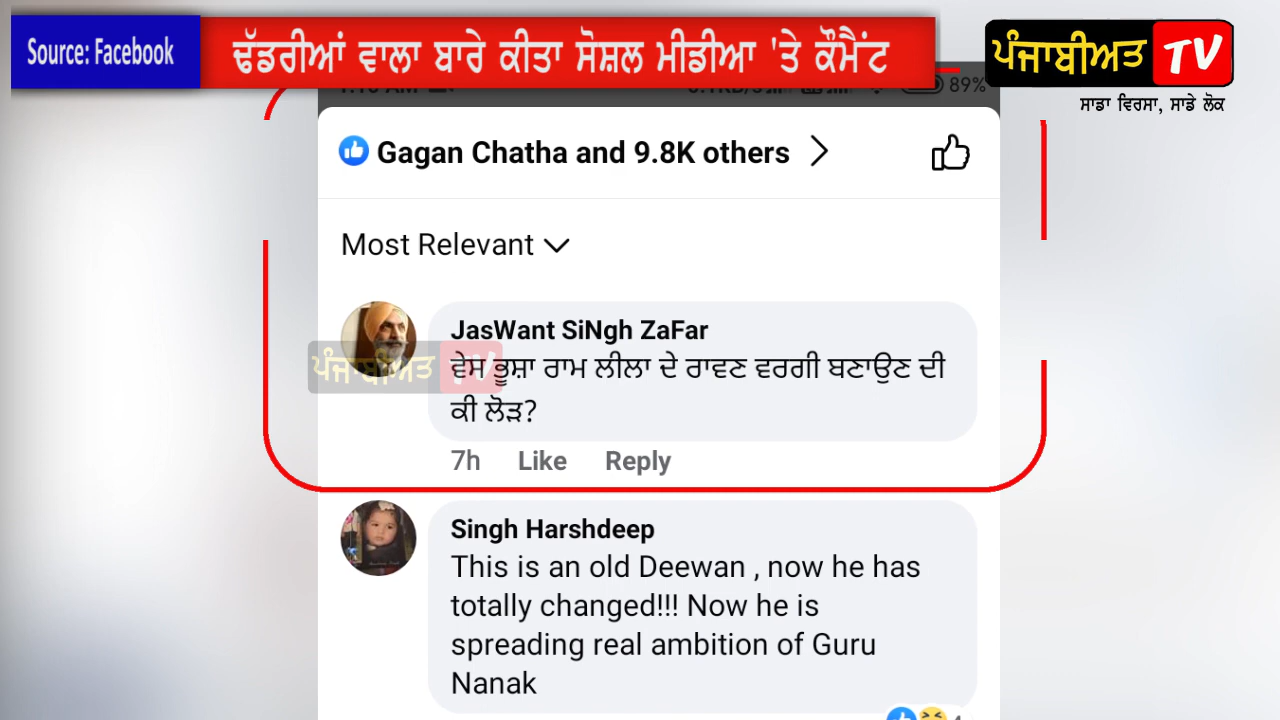 Source: Facebook
ਢੱਡਰੀਆਂ ਵਾਲਾ ਬਾਰੇ ਕੀਤਾ ਸੋਸ਼ਲ ਮੀਡੀਆ 'ਤੇ ਕੌਮੈਂਟ
ਪੰਜਾਬੀਅਤ TV
ਸਾਡਾ ਵਿਰਸਾ, ਸਾਡੇ ਲੋਕ
89%
Gagan Chatha and 9.8K others
Most Relevant
JasWant SiNgh ZaFar
ਵੇਸ ਭੂਸ਼ਾ ਰਾਮ ਲੀਲਾ ਦੇ ਰਾਵਣ ਵਰਗੀ ਬਣਾਉਣ ਦੀ
ਕੀ ਲੋੜ?
ਪੰਜਾਬੀਅਤ TV
7h Like Reply
Singh Harshdeep
This is an old Deewan , now he has
totally changed!!! Now he is
spreading real ambition of Guru
Nanak